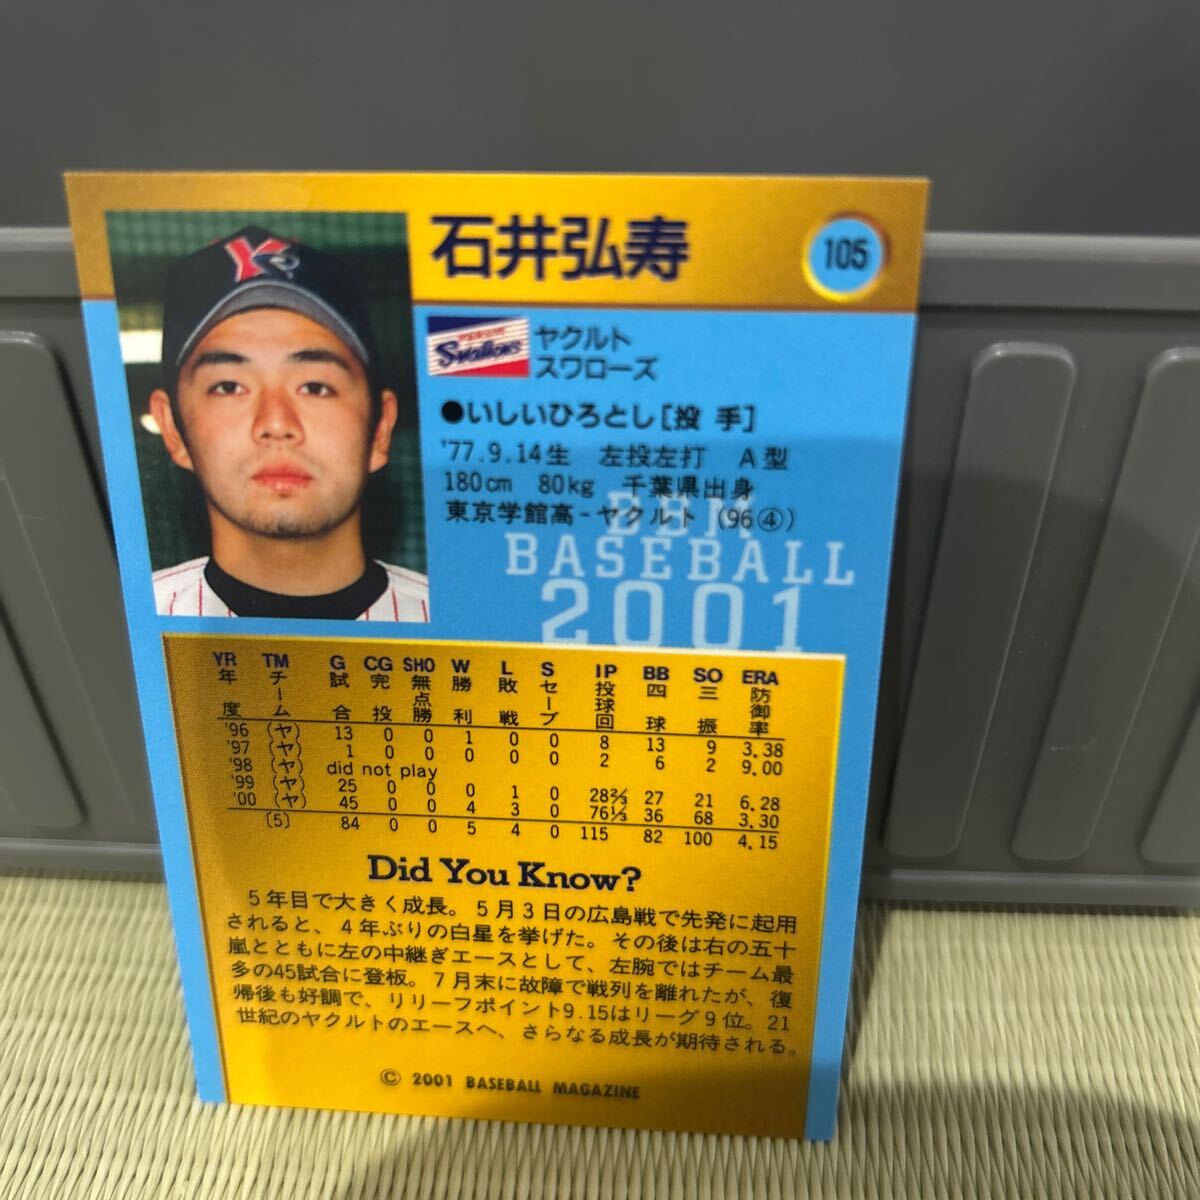 石井弘寿
105
Swallows
ヤクルト
スワローズ
●いしいひろとし[投 手]
'77.9.14生 左投左打 A型
180cm 80kg 千葉県出身
東京学館高-ヤクルト (96④)
BBM
BASEBALL
2001
YR TM G CG SHO W L S IP BB SO ERA
年度 チーム 試合 完投 無点勝 勝利 敗戦 セーブ 投球回 四球 三振 防御率
'96 (ヤ) 13 0 0 1 0 0 8 13 9 3.38
'97 (ヤ) 1 0 0 0 0 0 2 6 2 9.00
'98 (ヤ) did not play
'99 (ヤ) 25 0 0 0 1 0 28⅔ 27 21 6.28
'00 (ヤ) 45 0 0 4 3 0 76⅓ 36 68 3.30
[5] 84 0 0 5 4 0 115 82 100 4.15
Did You Know?
5年目で大きく成長。5月3日の広島戦で先発に起用
されると、4年ぶりの白星を挙げた。その後は右の五十
嵐とともに左の中継ぎエースとして、左腕ではチーム最
多の45試合に登板。7月末に故障で戦列を離れたが、復
帰後も好調で、リリーフポイント9.15はリーグ9位。21
世紀のヤクルトのエースへ、さらなる成長が期待される。
© 2001 BASEBALL MAGAZINE